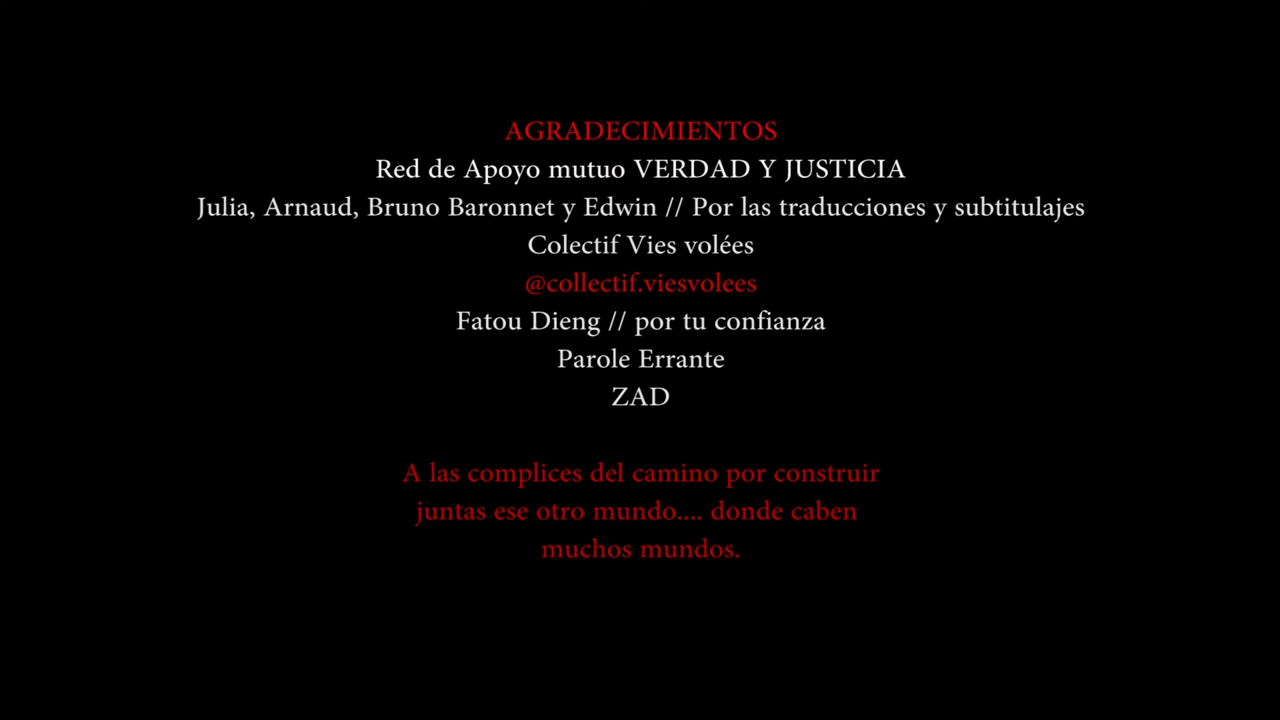 AGRADECIMIENTOS
Red de Apoyo mutuo VERDAD Y JUSTICIA
Julia, Arnaud, Bruno Baronnet y Edwin // Por las traducciones y subtitulajes
Colectif Vies volées
@collectif.viesvolees
Fatou Dieng // por tu confianza
Parole Errante
ZAD
A las complices del camino por construir
juntas ese otro mundo.... donde caben
muchos mundos.